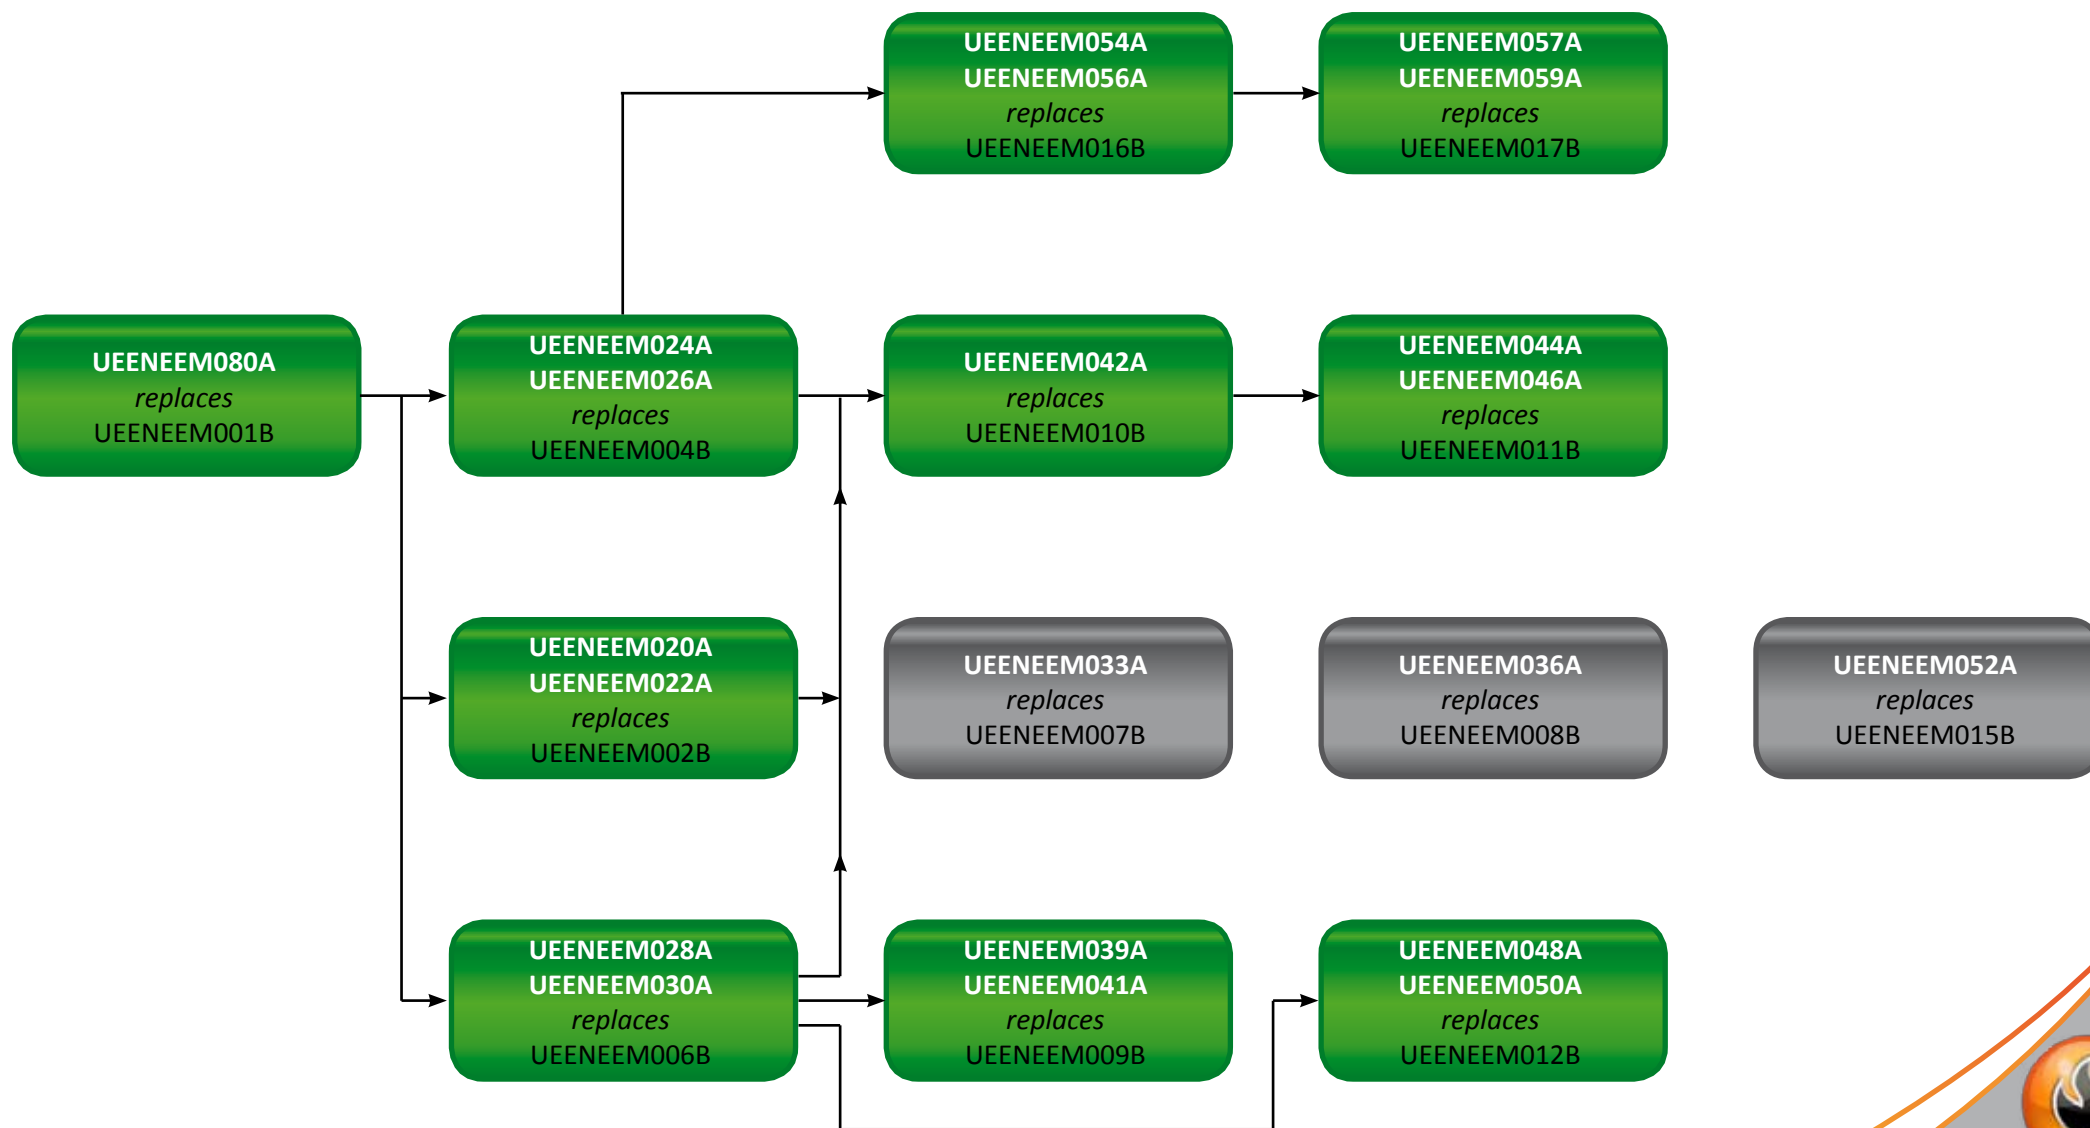 UEENEEM054A
UEENEEM056A
replaces
UEENEEM016B
UEENEEM057A
UEENEEM059A
replaces
UEENEEM017B
UEENEEM080A
replaces
UEENEEM001B
UEENEEM024A
UEENEEM026A
replaces
UEENEEM004B
UEENEEM042A
replaces
UEENEEM010B
UEENEEM044A
UEENEEM046A
replaces
UEENEEM011B
UEENEEM020A
UEENEEM022A
replaces
UEENEEM002B
UEENEEM033A
replaces
UEENEEM007B
UEENEEM036A
replaces
UEENEEM008B
UEENEEM052A
replaces
UEENEEM015B
UEENEEM028A
UEENEEM030A
replaces
UEENEEM006B
UEENEEM039A
UEENEEM041A
replaces
UEENEEM009B
UEENEEM048A
UEENEEM050A
replaces
UEENEEM012B